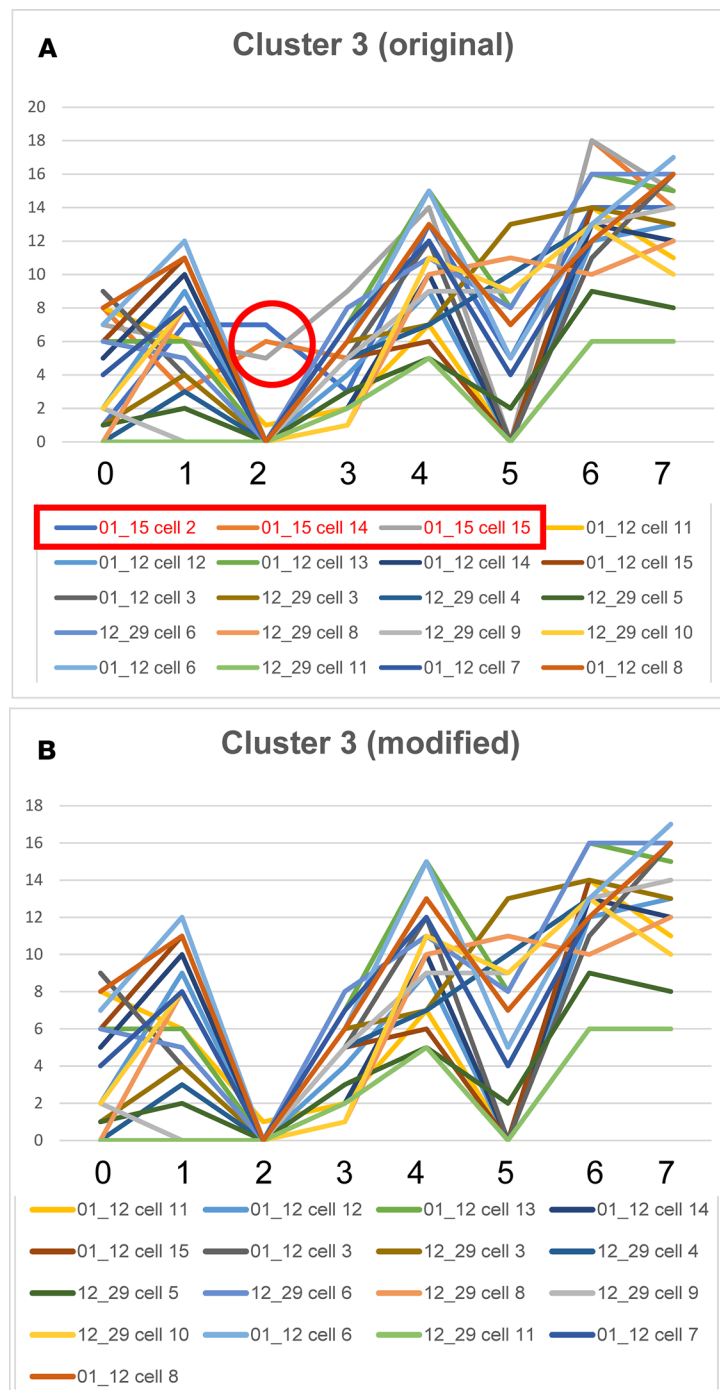 A
Cluster 3 (original)
20
18
16
14
12
10
8
6
4
2
0
0 1 2 3 4 5 6 7
01_15 cell 2 01_15 cell 14 01_15 cell 15 01_12 cell 11
01_12 cell 12 01_12 cell 13 01_12 cell 14 01_12 cell 15
01_12 cell 3 12_29 cell 3 12_29 cell 4 12_29 cell 5
12_29 cell 6 12_29 cell 8 12_29 cell 9 12_29 cell 10
01_12 cell 6 12_29 cell 11 01_12 cell 7 01_12 cell 8
B
Cluster 3 (modified)
18
16
14
12
10
8
6
4
2
0
0 1 2 3 4 5 6 7
01_12 cell 11 01_12 cell 12 01_12 cell 13 01_12 cell 14
01_12 cell 15 01_12 cell 3 12_29 cell 3 12_29 cell 4
12_29 cell 5 12_29 cell 6 12_29 cell 8 12_29 cell 9
12_29 cell 10 01_12 cell 6 12_29 cell 11 01_12 cell 7
01_12 cell 8